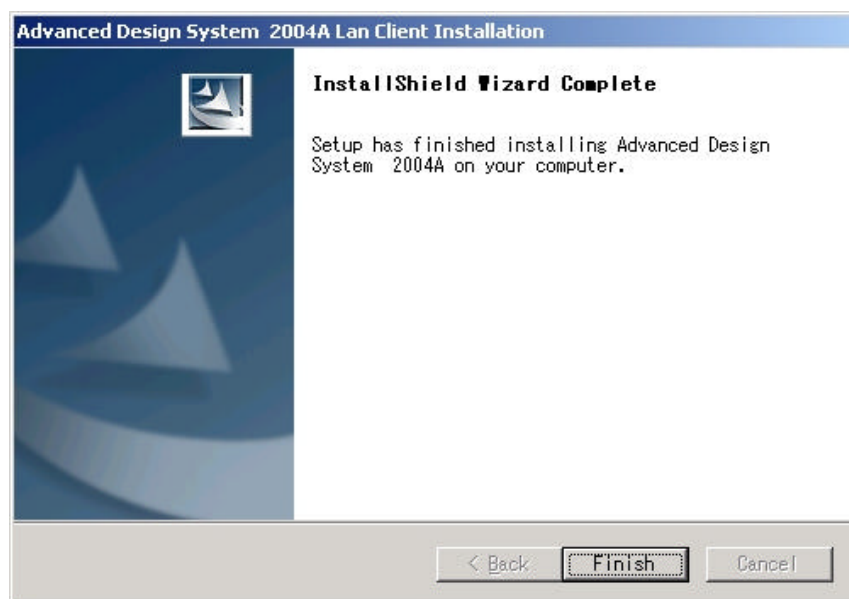 Advanced Design System  2004A Lan Client Installation
InstallShield Wizard Complete
Setup has finished installing Advanced Design
System  2004A on your computer.
< Back
Finish
Cancel